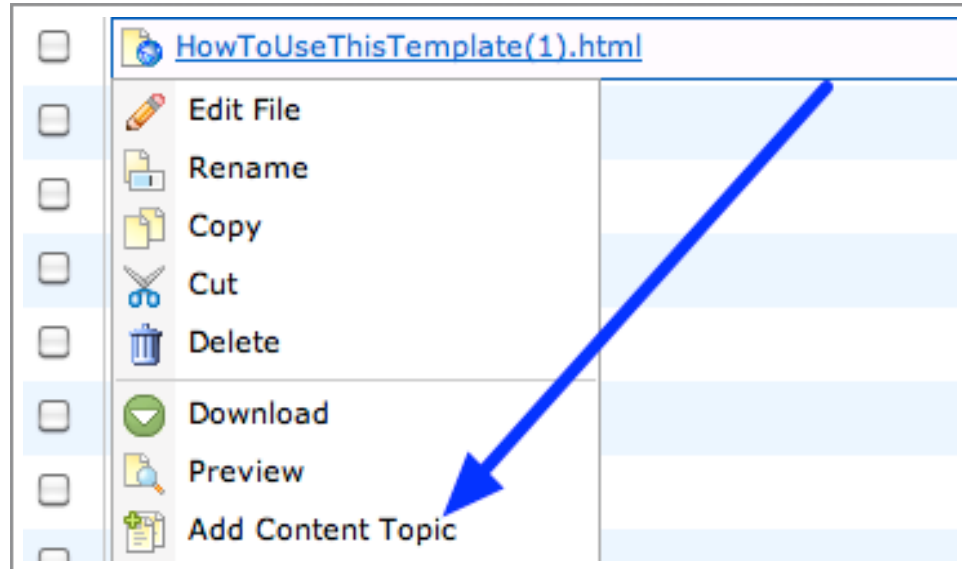 HowToUseThisTemplate(1).html
Edit File
Rename
Copy
Cut
Delete
Download
Preview
Add Content Topic